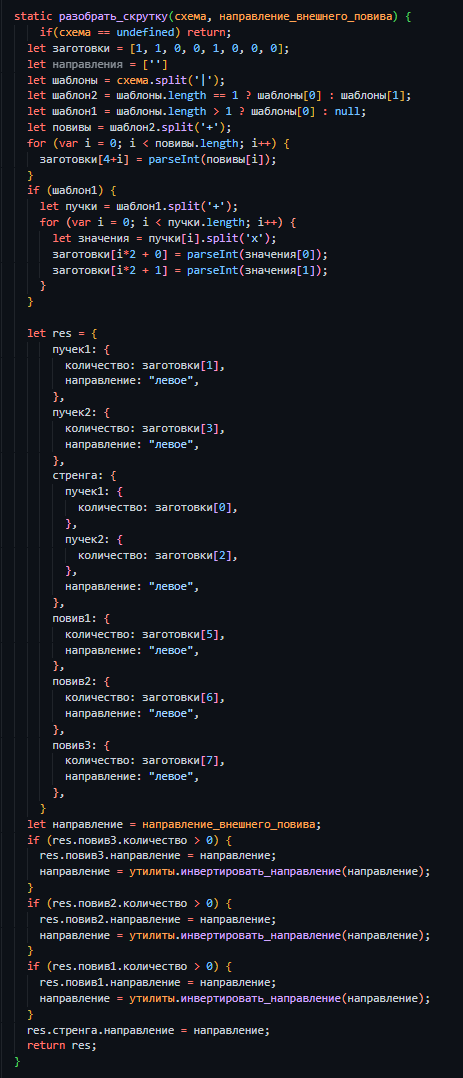 static разобрать_скрутку(схема, направление_внешнего_повива) {
if(схема == undefined) return;
let заготовки = [1, 1, 0, 0, 1, 0, 0, 0];
let направления = ['']
let шаблоны = схема.split('|');
let шаблон2 = шаблоны.length == 1 ? шаблоны[0] : шаблоны[1];
let шаблон1 = шаблоны.length > 1 ? шаблоны[0] : null;
let повивы = шаблон2.split('+');
for (var i = 0; i < повивы.length; i++) {
заготовки[4+i] = parseInt(повивы[i]);
}
if (шаблон1) {
let пучки = шаблон1.split('+');
for (var i = 0; i < пучки.length; i++) {
let значения = пучки[i].split('x');
заготовки[i*2 + 0] = parseInt(значения[0]);
заготовки[i*2 + 1] = parseInt(значения[1]);
}
}
let res = {
пучек1: {
количество: заготовки[1],
направление: "левое",
},
пучек2: {
количество: заготовки[3],
направление: "левое",
},
стренга: {
пучек1: {
количество: заготовки[0],
},
пучек2: {
количество: заготовки[2],
},
направление: "левое",
},
повив1: {
количество: заготовки[5],
направление: "левое",
},
повив2: {
количество: заготовки[6],
направление: "левое",
},
повив3: {
количество: заготовки[7],
направление: "левое",
},
}
let направление = направление_внешнего_повива;
if (res.повив3.количество > 0) {
res.повив3.направление = направление;
направление = утилиты.инвертировать_направление(направление);
}
if (res.повив2.количество > 0) {
res.повив2.направление = направление;
направление = утилиты.инвертировать_направление(направление);
}
if (res.повив1.количество > 0) {
res.повив1.направление = направление;
направление = утилиты.инвертировать_направление(направление);
}
res.стренга.направление = направление;
return res;
}